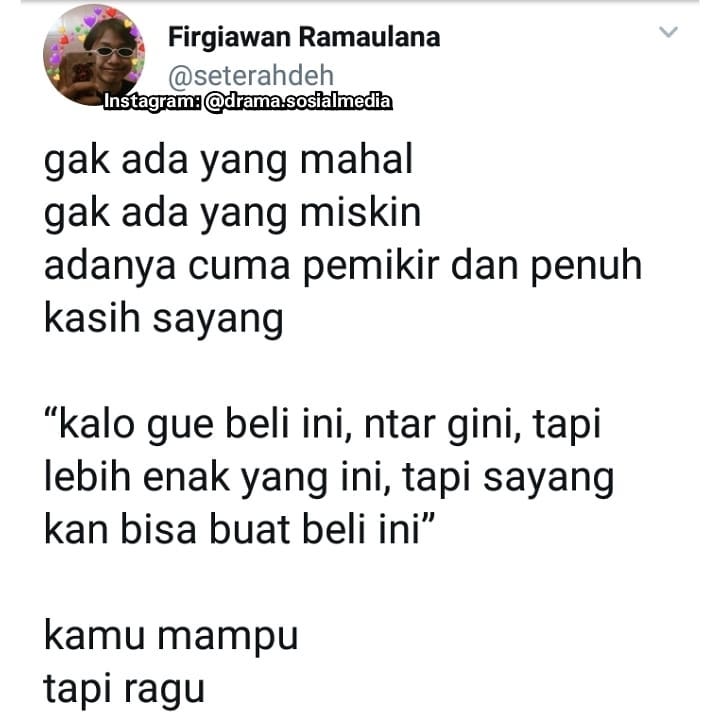 Firgiawan Ramaulana
@seterahdeh
Instagram: @drama.sosialmedia
gak ada yang mahal
gak ada yang miskin
adanya cuma pemikir dan penuh
kasih sayang
“kalo gue beli ini, ntar gini, tapi
lebih enak yang ini, tapi sayang
kan bisa buat beli ini”
kamu mampu
tapi ragu